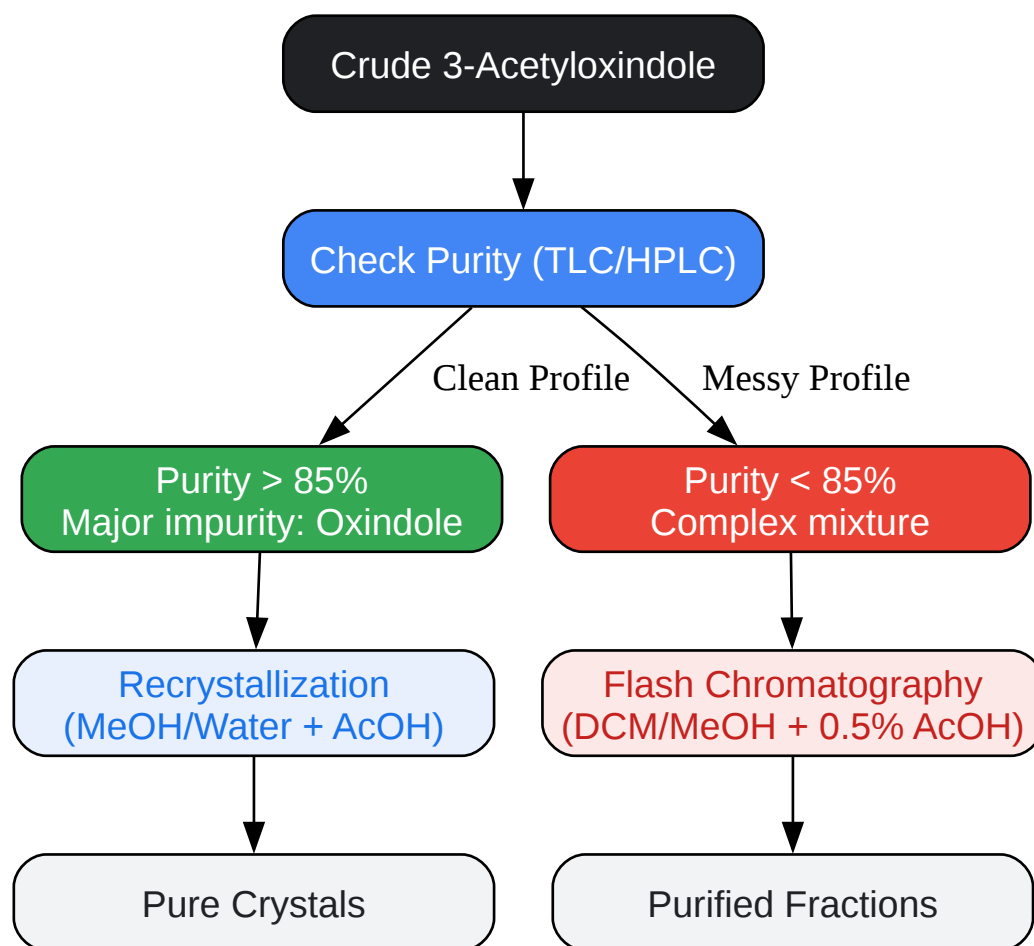 Crude 3-Acetyloxindole
Check Purity (TLC/HPLC)
Clean Profile
Messy Profile
Purity > 85%
Major impurity: Oxindole
Purity < 85%
Complex mixture
Recrystallization
(MeOH/Water + AcOH)
Flash Chromatography
(DCM/MeOH + 0.5% AcOH)
Pure Crystals
Purified Fractions